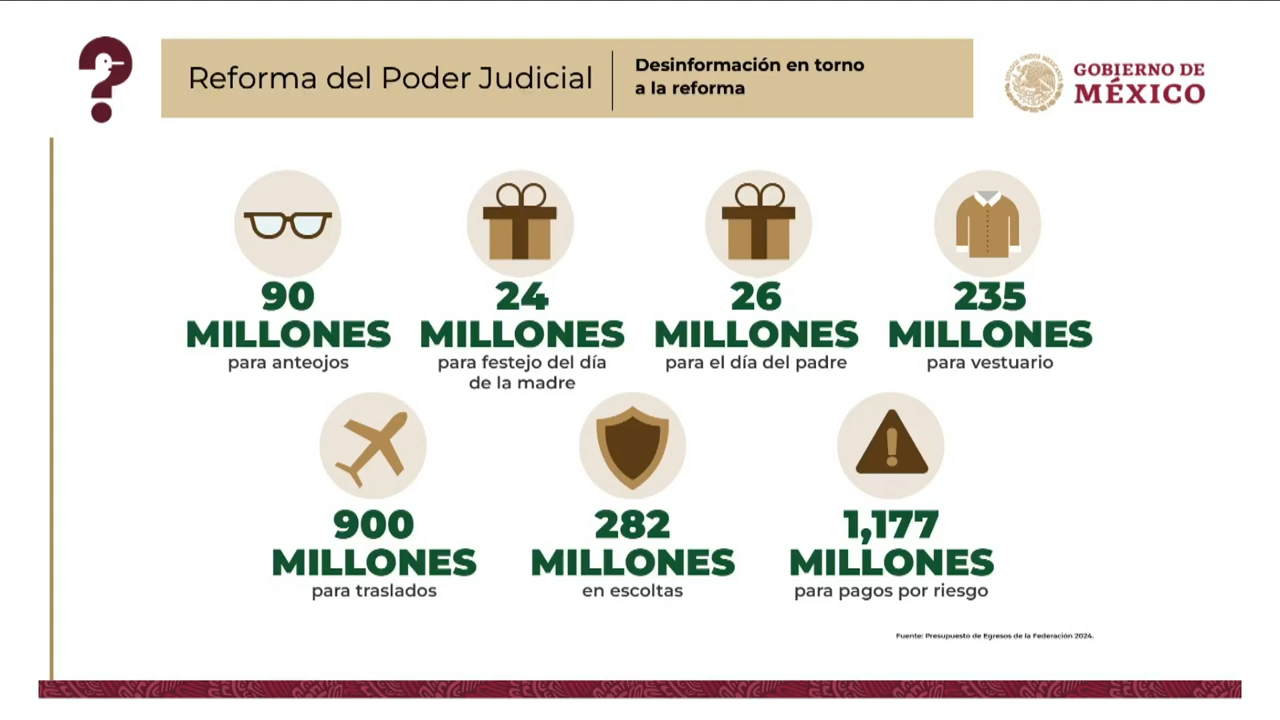 Reforma del Poder Judicial
Desinformación en torno
a la reforma
GOBIERNO DE
MÉXICO
90
MILLONES
para anteojos
24
MILLONES
para festejo del día
de la madre
26
MILLONES
para el día del padre
235
MILLONES
para vestuario
900
MILLONES
para traslados
282
MILLONES
en escoltas
1,177
MILLONES
para pagos por riesgo
Fuente: Presupuesto de Egresos de la Federación 2024.